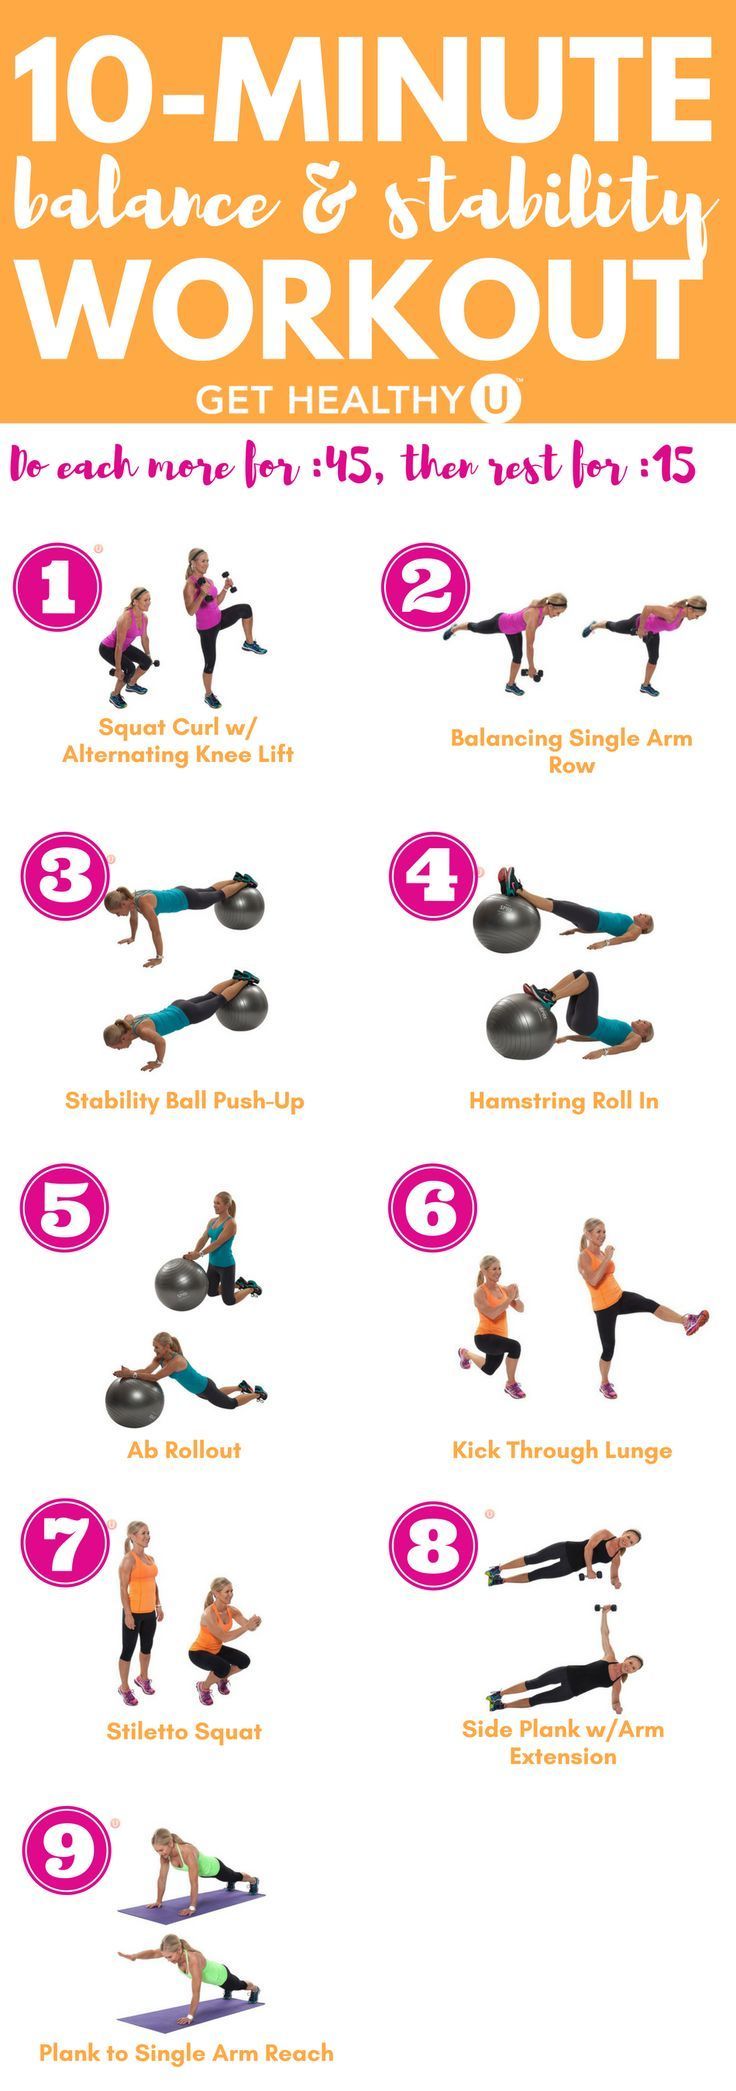 10-MINUTE
balance & stability
WORKOUT
GET HEALTHY U™
Do each more for :45, then rest for :15
1
Squat Curl w/
Alternating Knee Lift
2
Balancing Single Arm
Row
3
Stability Ball Push-Up
4
Hamstring Roll In
5
Ab Rollout
6
Kick Through Lunge
7
Stiletto Squat
8
Side Plank w/Arm
Extension
9
Plank to Single Arm Reach